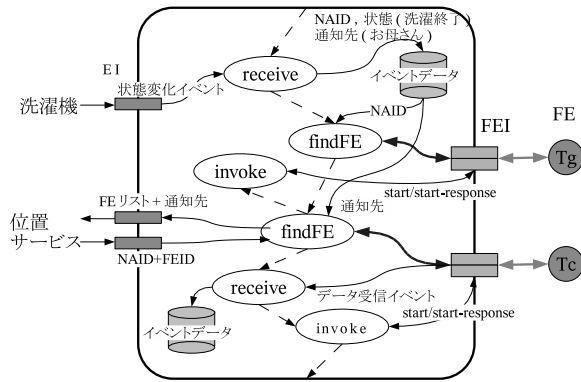 NAID , 状態 ( 洗濯終了 )
通知先 ( お母さん )
EI
receive
イベントデータ
状態変化イベント
洗濯機
NAID
FEI
FE
findFE
Tg
invoke
start/start-response
FEリスト + 通知先
通知先
位置
サービス
findFE
NAID+FEID
Tc
receive
データ受信イベント
start/start-response
イベントデータ
invoke